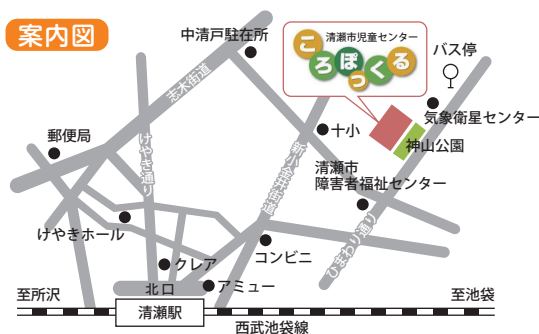 案内図
中清戸駐在所
清瀬市児童センター
ころぽっくる
バス停
志木街道
気象衛星センター
十小
神山公園
郵便局
けやき通り
新小金井街道
清瀬市
障害者福祉センター
けやきホール
ひまわり通り
コンビニ
クレア
北口
アミュー
至所沢
清瀬駅
至池袋
西武池袋線